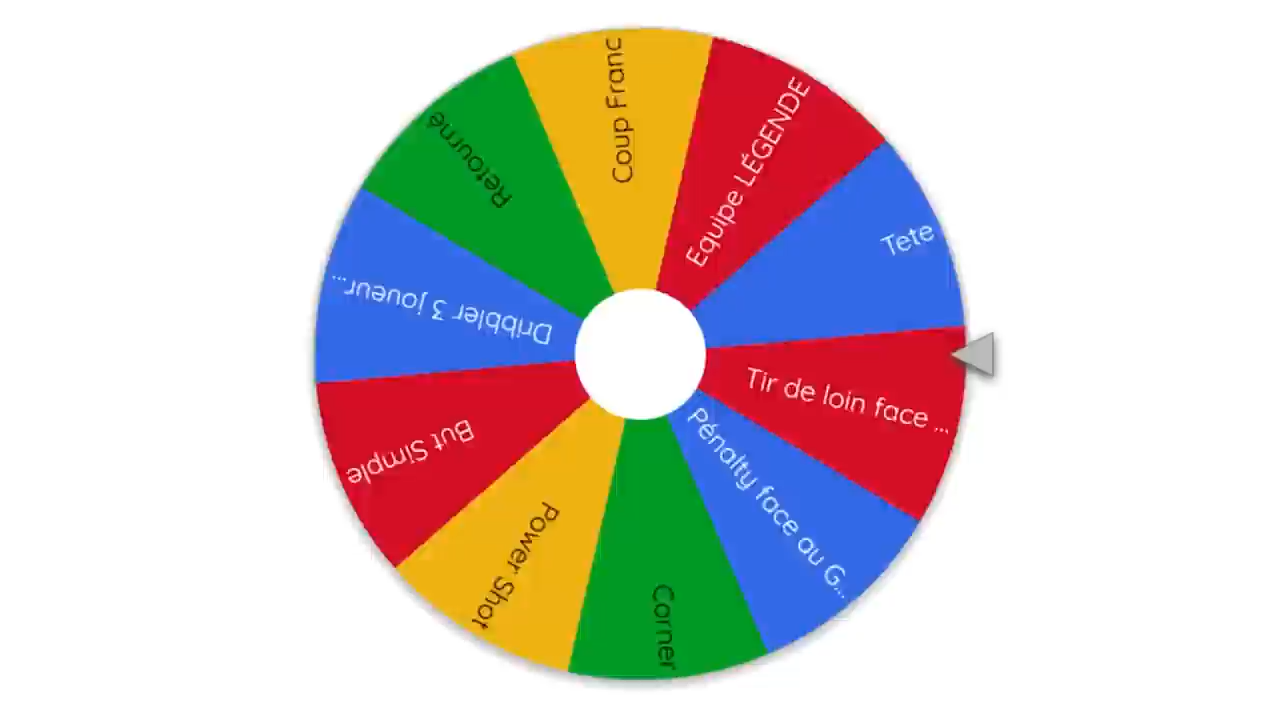 Coup Franc
Equipe LÉGENDE
Tete
Tir de loin face ...
Pénalty face au G...
Corner
Power Shot
But Simple
Dribbler 3 joueur...
Retourné